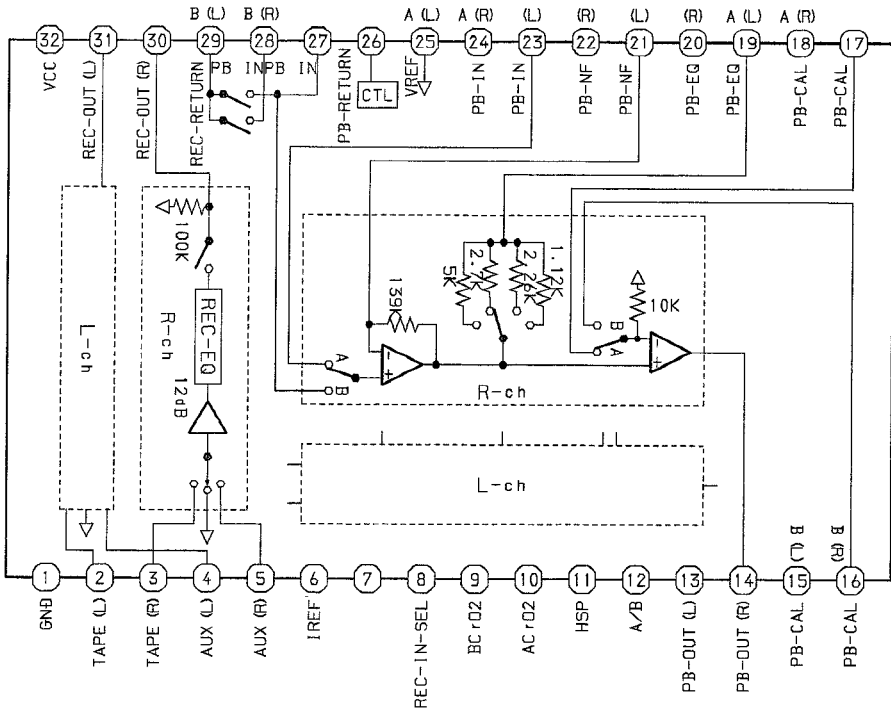 B (L)
B (R)
A (L)
A (R)
(L)
(R)
(L)
(R)
A (L)
A (R)
32
31
30
29
28
27
26
25
24
23
22
21
20
19
18
17
VCC
REC-OUT (L)
REC-OUT (R)
REC-RETURN
PB IN
PB IN
PB-RETURN
CTL
VREF
PB-IN
PB-IN
PB-NF
PB-NF
PB-EQ
PB-EQ
PB-CAL
PB-CAL
100K
REC-EQ
12dB
L-ch
R-ch
139K
5K
2.7K
2.26K
1.12K
10K
A
B
B
A
-
+
-
+
R-ch
L-ch
1
2
3
4
5
6
7
8
9
10
11
12
13
14
15
16
GND
TAPE (L)
TAPE (R)
AUX (L)
AUX (R)
IREF
REC-IN-SEL
BCrO2
ACrO2
HSP
A/B
PB-OUT (L)
PB-OUT (R)
PB-CAL
B (L)
PB-CAL
B (R)